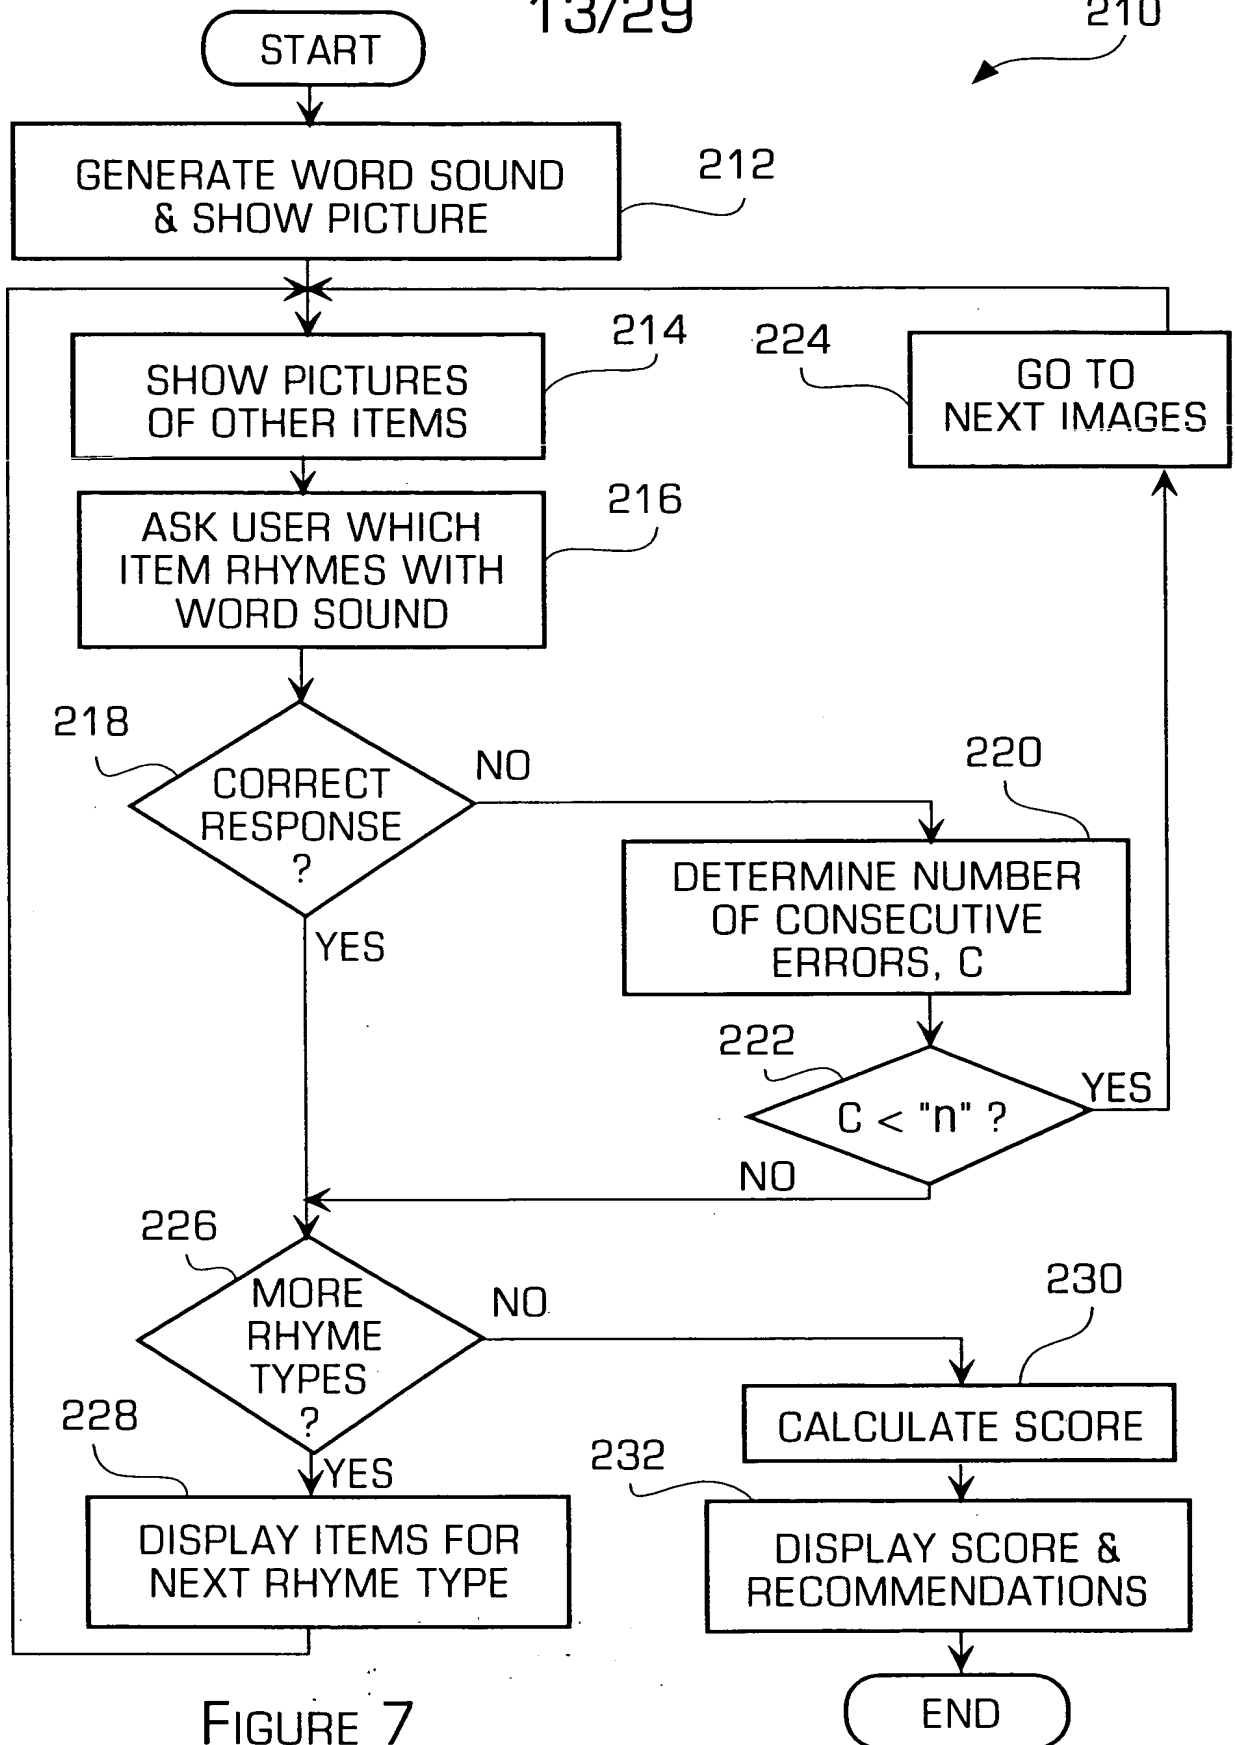 13/29
210
START
212
GENERATE WORD SOUND
& SHOW PICTURE
214
224
SHOW PICTURES
OF OTHER ITEMS
GO TO
NEXT IMAGES
216
ASK USER WHICH
ITEM RHYMES WITH
WORD SOUND
218
CORRECT
RESPONSE
?
NO
YES
220
DETERMINE NUMBER
OF CONSECUTIVE
ERRORS, C
222
C < "n" ?
YES
NO
226
MORE
RHYME
TYPES
?
NO
YES
228
DISPLAY ITEMS FOR
NEXT RHYME TYPE
230
CALCULATE SCORE
232
DISPLAY SCORE &
RECOMMENDATIONS
END
FIGURE 7